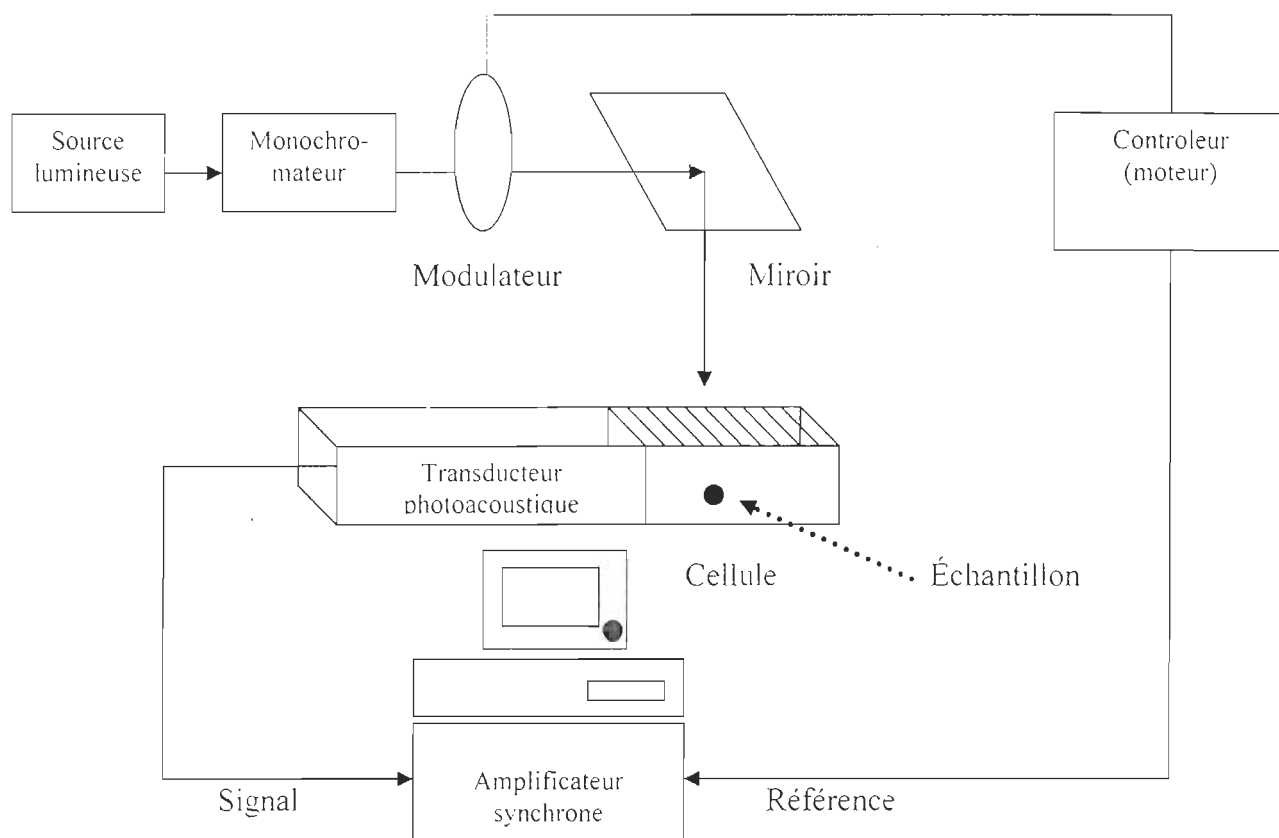 Source
lumineuse
Monochro-
mateur
Controleur
(moteur)
Modulateur
Miroir
Transducteur
photoacoustique
Cellule
Échantillon
Signal
Amplificateur
synchrone
Référence